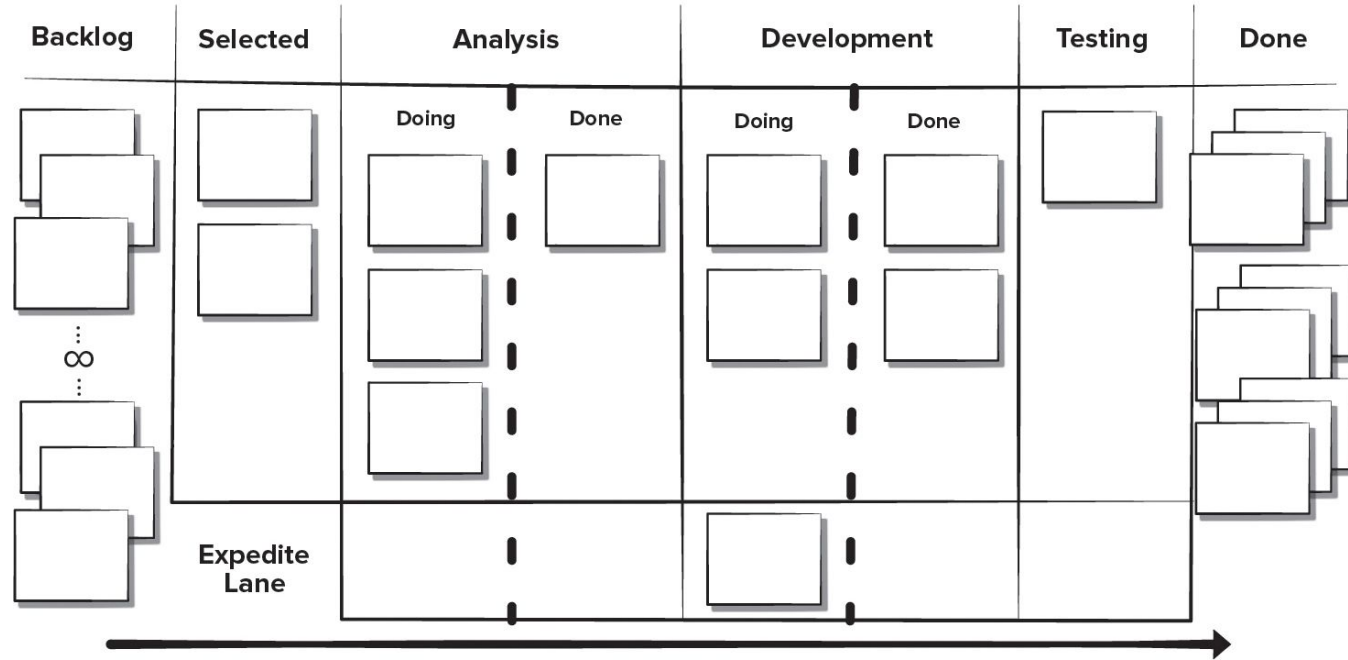 Backlog
Selected
Analysis
Development
Testing
Done
Doing
Done
Doing
Done
∞
Expedite
Lane